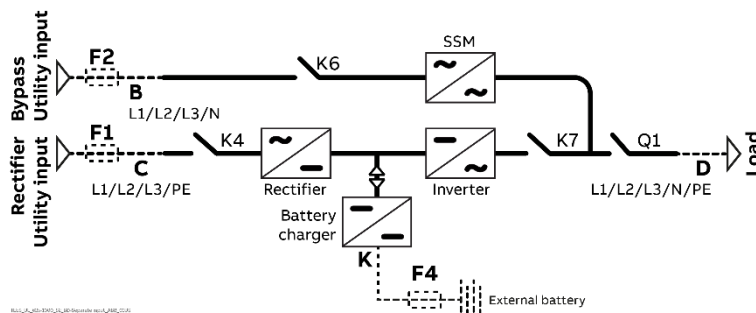 Bypass
Utility input
F2
B
L1/L2/L3/N
K6
SSM
Rectifier
Utility input
F1
C
L1/L2/L3/PE
K4
Rectifier
Inverter
K7
Q1
D
L1/L2/L3/N/PE
Load
Battery
charger
K
F4
External battery